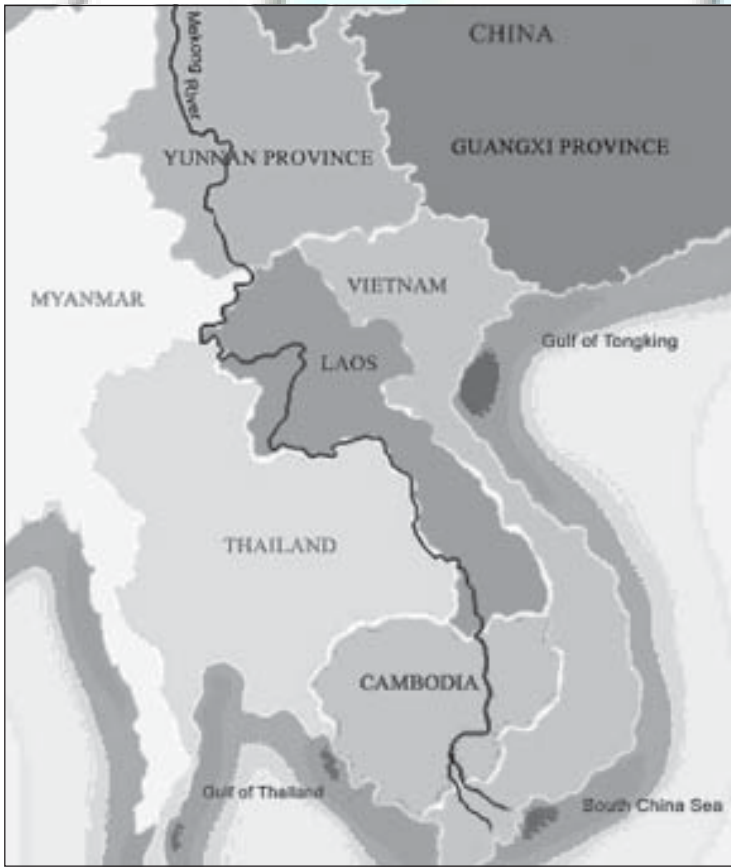 CHINA
Mekong River
YUNNAN PROVINCE
GUANGXI PROVINCE
MYANMAR
VIETNAM
Gulf of Tongking
LAOS
THAILAND
CAMBODIA
Gulf of Thailand
South China Sea